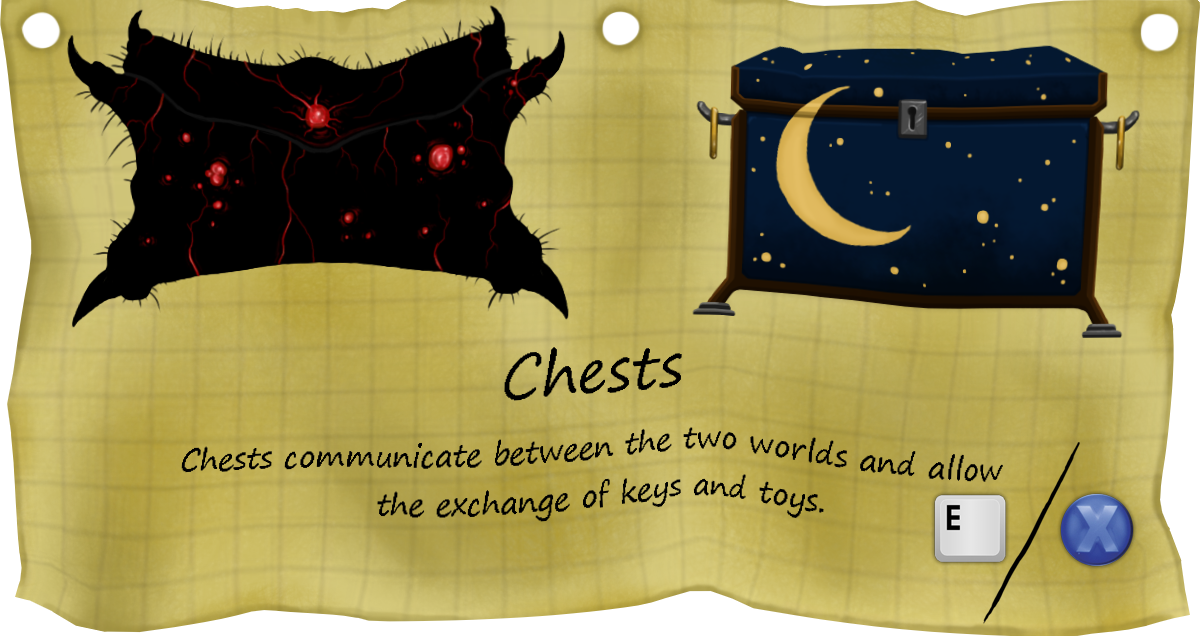 Chests
Chests communicate between the two worlds and allow
the exchange of keys and toys.
E
X